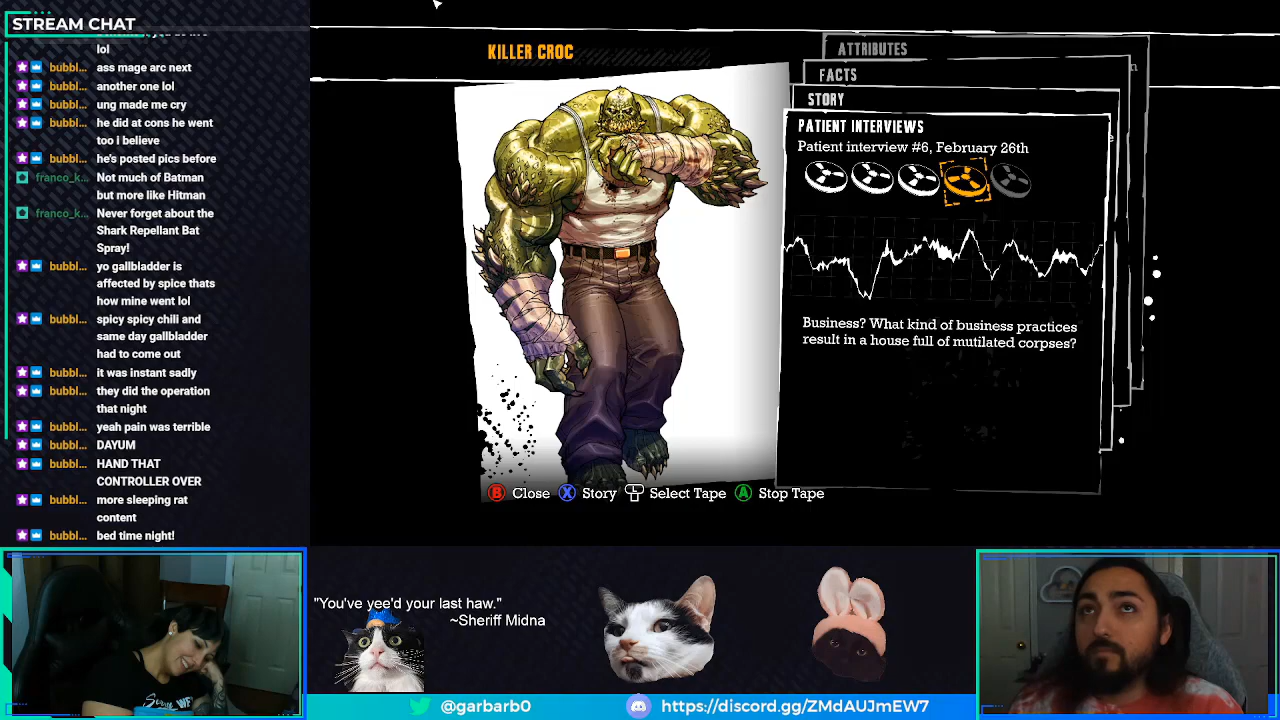 STREAM CHAT
lol
bubbl... ass mage arc next
bubbl... another one lol
bubbl... ung made me cry
bubbl... he did at cons he went
too i believe
bubbl... he's posted pics before
franco_k... Not much of Batman
but more like Hitman
franco_k... Never forget about the
Shark Repellant Bat
Spray!
bubbl... yo gallbladder is
affected by spice thats
how mine went lol
bubbl... spicy spicy chili and
same day gallbladder
had to come out
bubbl... it was instant sadly
bubbl... they did the operation
that night
bubbl... yeah pain was terrible
bubbl... DAYUM
bubbl... HAND THAT
CONTROLLER OVER
bubbl... more sleeping rat
content
bubbl... bed time night!
KILLER CROC
ATTRIBUTES
FACTS
STORY
PATIENT INTERVIEWS
Patient interview #6, February 26th
Business? What kind of business practices
result in a house full of mutilated corpses?
B Close X Story L Select Tape A Stop Tape
"You've yee'd your last haw."
~Sheriff Midna
@garbarb0
https://discord.gg/ZMdAUJmEW7